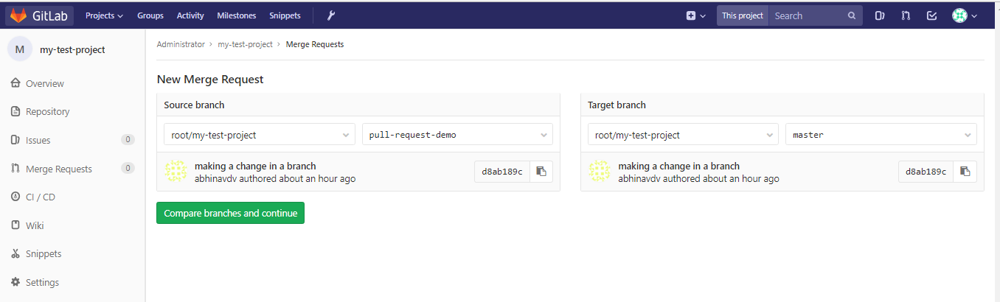 GitLab Projects Groups Activity Milestones Snippets This project Search
M my-test-project
Administrator › my-test-project › Merge Requests
Overview
Repository
Issues 0
Merge Requests 0
CI / CD
Wiki
Snippets
Settings
New Merge Request
Source branch
root/my-test-project pull-request-demo
making a change in a branch
abhinavdv authored about an hour ago
d8ab189c
Target branch
root/my-test-project master
making a change in a branch
abhinavdv authored about an hour ago
d8ab189c
Compare branches and continue